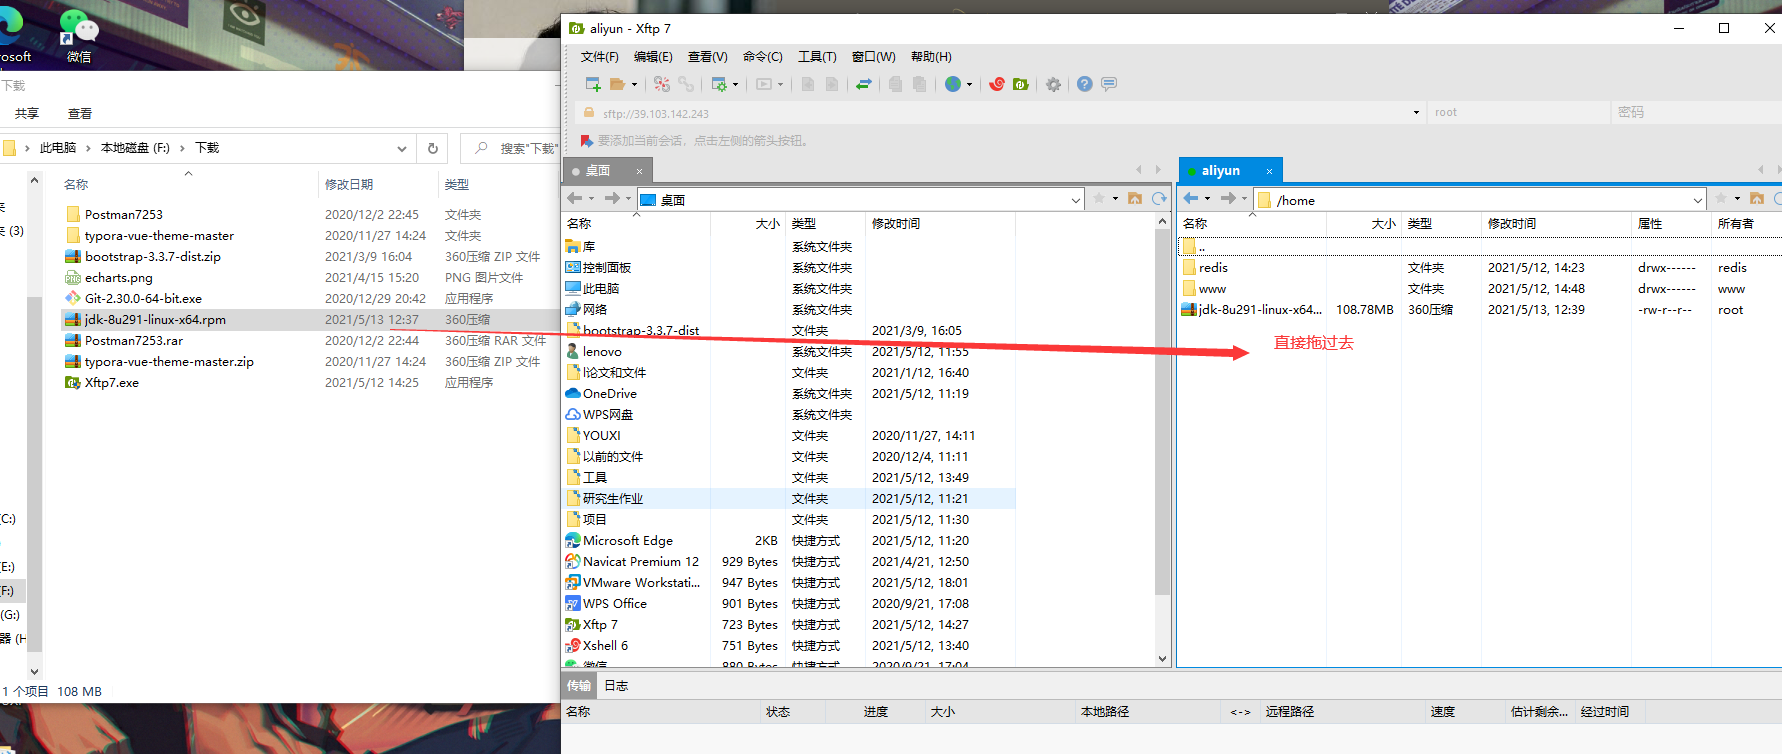 rosoft
微信
下载
共享 查看
此电脑 › 本地磁盘 (F:) › 下载
搜索"下载"
名称 修改日期 类型
Postman7253 2020/12/2 22:45 文件夹
typora-vue-theme-master 2020/11/27 14:24 文件夹
bootstrap-3.3.7-dist.zip 2021/3/9 16:04 360压缩 ZIP 文件
echarts.png 2021/4/15 15:20 PNG 图片文件
Git-2.30.0-64-bit.exe 2020/12/29 20:42 应用程序
jdk-8u291-linux-x64.rpm 2021/5/13 12:37 360压缩
Postman7253.rar 2020/12/2 22:44 360压缩 RAR 文件
typora-vue-theme-master.zip 2020/11/27 14:24 360压缩 ZIP 文件
Xftp7.exe 2021/5/12 14:25 应用程序
(3)
(C:)
(E:)
(F:)
(G:)
器 (H
1 个项目 108 MB
aliyun - Xftp 7
文件(F) 编辑(E) 查看(V) 命令(C) 工具(T) 窗口(W) 帮助(H)
sftp://39.103.142.243 root 密码
要添加当前会话，点击左侧的箭头按钮。
桌面 ×
桌面
名称 大小 类型 修改时间
库 系统文件夹
控制面板 系统文件夹
此电脑 系统文件夹
网络 系统文件夹
bootstrap-3.3.7-dist 文件夹 2021/3/9, 16:05
lenovo 系统文件夹 2021/5/12, 11:55
l论文和文件 文件夹 2021/1/12, 16:40
OneDrive 系统文件夹 2021/5/12, 11:19
WPS网盘 系统文件夹
YOUXI 文件夹 2020/11/27, 14:11
以前的文件 文件夹 2020/12/4, 11:11
工具 文件夹 2021/5/12, 13:49
研究生作业 文件夹 2021/5/12, 11:21
项目 文件夹 2021/5/12, 11:30
Microsoft Edge 2KB 快捷方式 2021/5/12, 11:20
Navicat Premium 12 929 Bytes 快捷方式 2021/4/21, 12:50
VMware Workstati... 947 Bytes 快捷方式 2021/5/12, 18:01
WPS Office 901 Bytes 快捷方式 2020/9/21, 17:08
Xftp 7 723 Bytes 快捷方式 2021/5/12, 14:27
Xshell 6 751 Bytes 快捷方式 2021/5/12, 13:40
微信 880 Bytes 快捷方式 2020/9/21, 17:04
aliyun ×
/home
名称 大小 类型 修改时间 属性 所有者
..
redis 文件夹 2021/5/12, 14:23 drwx------ redis
www 文件夹 2021/5/12, 14:48 drwx------ www
jdk-8u291-linux-x64... 108.78MB 360压缩 2021/5/13, 12:39 -rw-r--r-- root
直接拖过去
传输 日志
名称 状态 进度 大小 本地路径 <-> 远程路径 速度 估计剩余... 经过时间